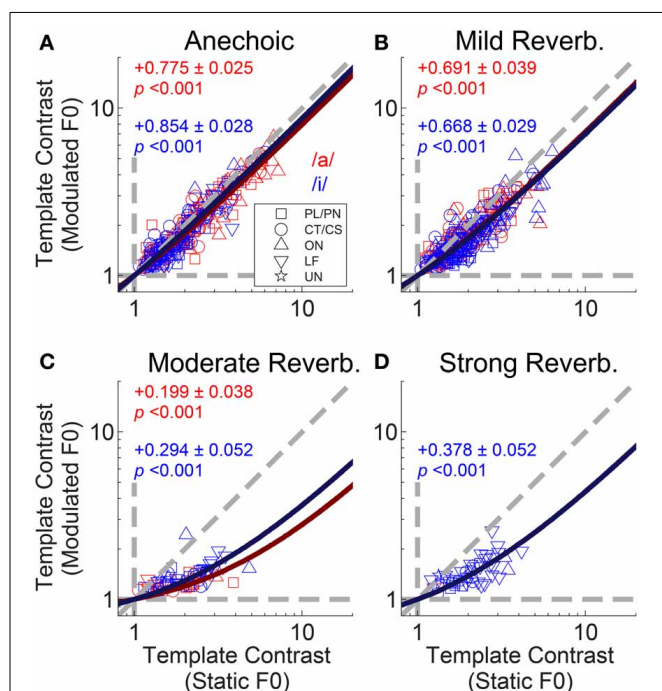 A
Anechoic
+0.775 ± 0.025
p <0.001
+0.854 ± 0.028
p <0.001
/a/
/i/
PL/PN
CT/CS
ON
LF
UN
10
1
Template Contrast
(Modulated F0)
1
10
B
Mild Reverb.
+0.691 ± 0.039
p <0.001
+0.668 ± 0.029
p <0.001
10
1
1
10
C
Moderate Reverb.
+0.199 ± 0.038
p <0.001
+0.294 ± 0.052
p <0.001
10
1
Template Contrast
(Modulated F0)
1
10
Template Contrast
(Static F0)
D
Strong Reverb.
+0.378 ± 0.052
p <0.001
10
1
1
10
Template Contrast
(Static F0)